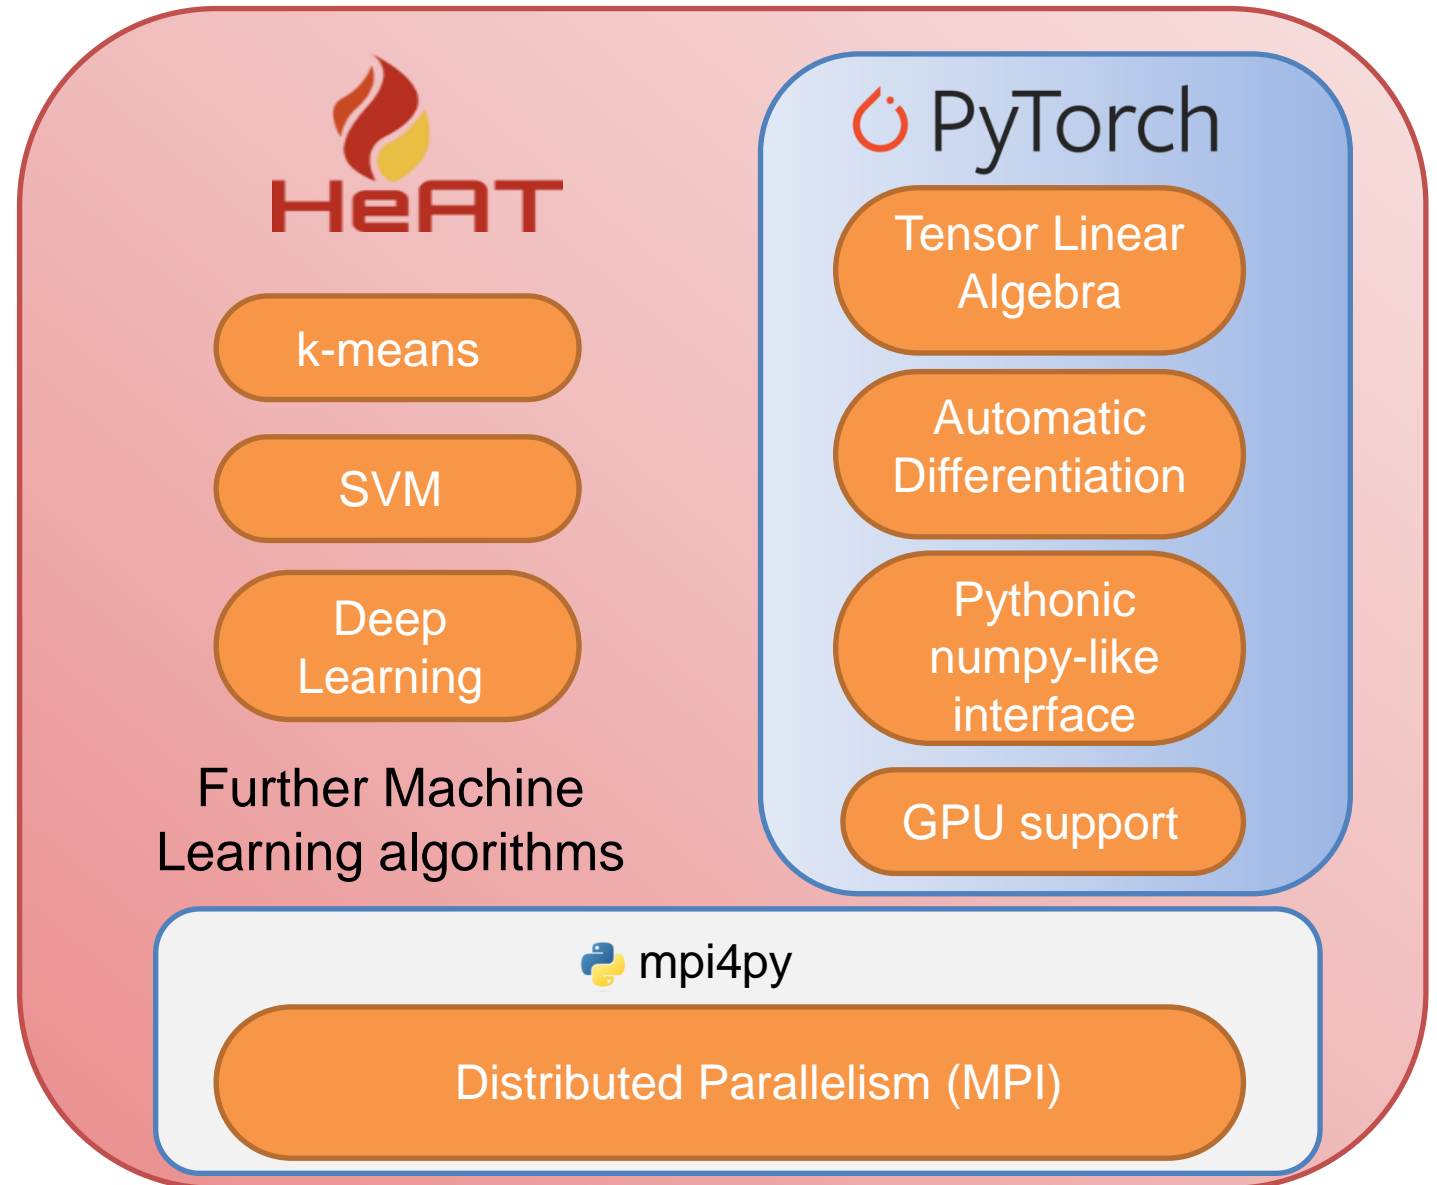 HeAT
k-means
SVM
Deep
Learning
Further Machine
Learning algorithms
PyTorch
Tensor Linear
Algebra
Automatic
Differentiation
Pythonic
numpy-like
interface
GPU support
mpi4py
Distributed Parallelism (MPI)